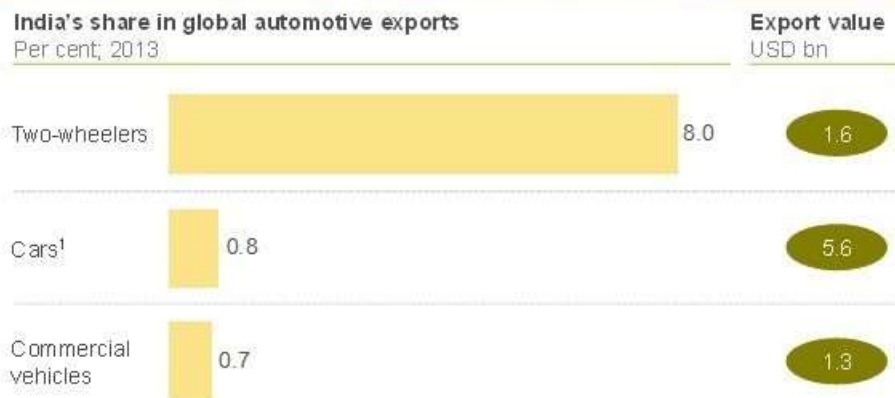 India's share in global automotive exports
Per cent; 2013
Export value
USD bn
Two-wheelers
8.0
1.6
Cars¹
0.8
5.6
Commercial
vehicles
0.7
1.3